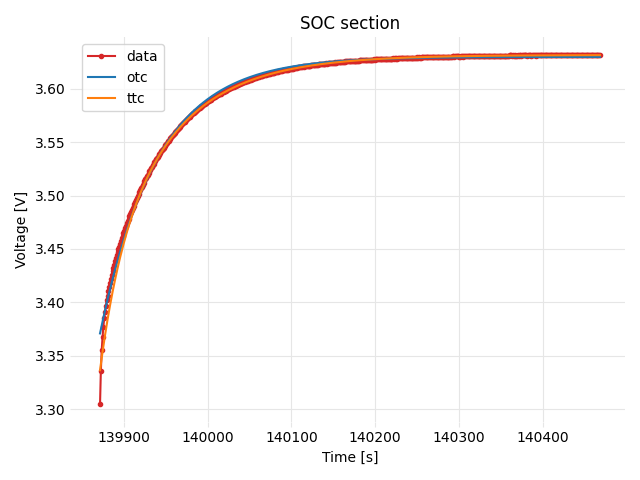 SOC section
data
otc
ttc
Voltage [V]
3.60
3.55
3.50
3.45
3.40
3.35
3.30
139900
140000
140100
140200
140300
140400
Time [s]